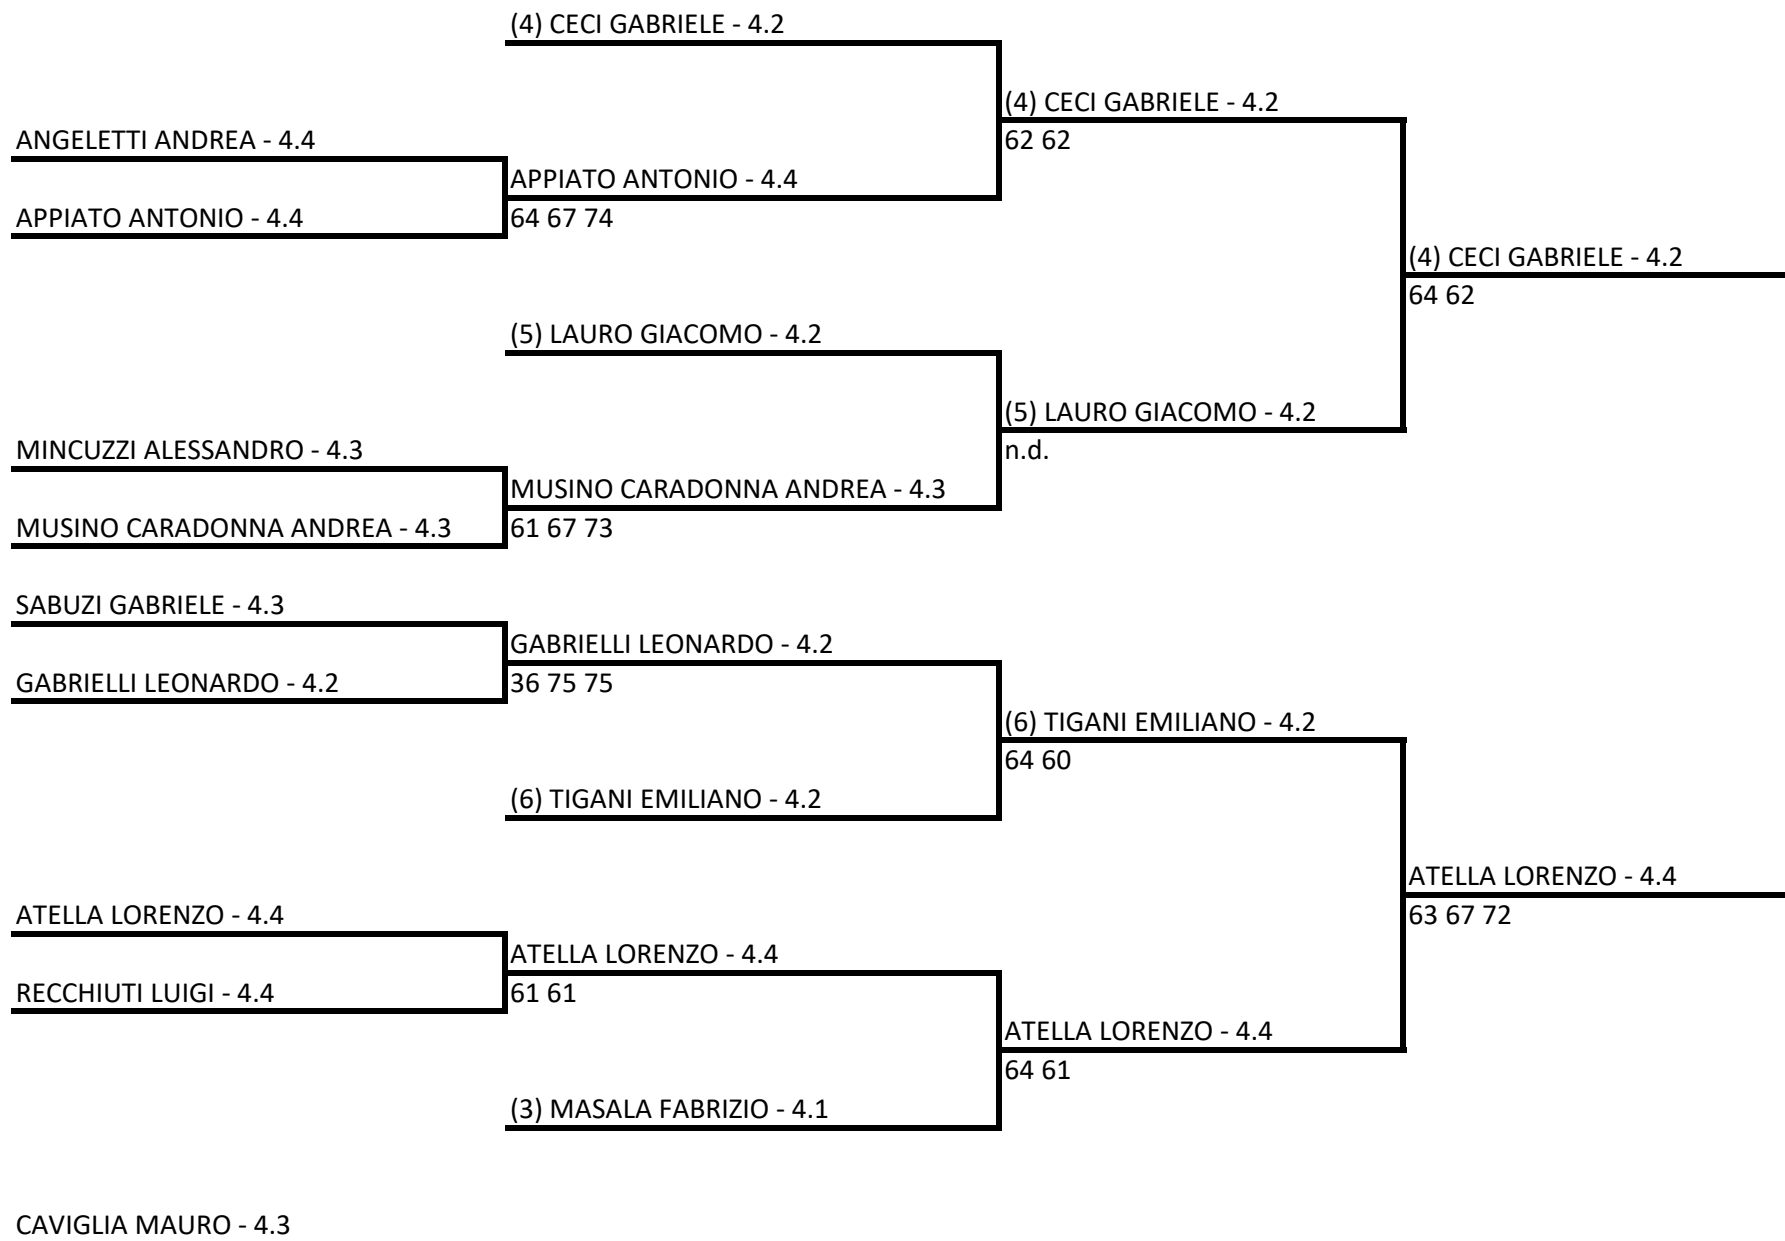 (4) CECI GABRIELE - 4.2
(4) CECI GABRIELE - 4.2
ANGELETTI ANDREA - 4.4
62 62
APPIATO ANTONIO - 4.4
APPIATO ANTONIO - 4.4
64 67 74
(4) CECI GABRIELE - 4.2
64 62
(5) LAURO GIACOMO - 4.2
(5) LAURO GIACOMO - 4.2
MINCUZZI ALESSANDRO - 4.3
n.d.
MUSINO CARADONNA ANDREA - 4.3
MUSINO CARADONNA ANDREA - 4.3
61 67 73
SABUZI GABRIELE - 4.3
GABRIELLI LEONARDO - 4.2
GABRIELLI LEONARDO - 4.2
36 75 75
(6) TIGANI EMILIANO - 4.2
64 60
(6) TIGANI EMILIANO - 4.2
ATELLA LORENZO - 4.4
ATELLA LORENZO - 4.4
63 67 72
ATELLA LORENZO - 4.4
RECCHIUTI LUIGI - 4.4
61 61
ATELLA LORENZO - 4.4
64 61
(3) MASALA FABRIZIO - 4.1
CAVIGLIA MAURO - 4.3